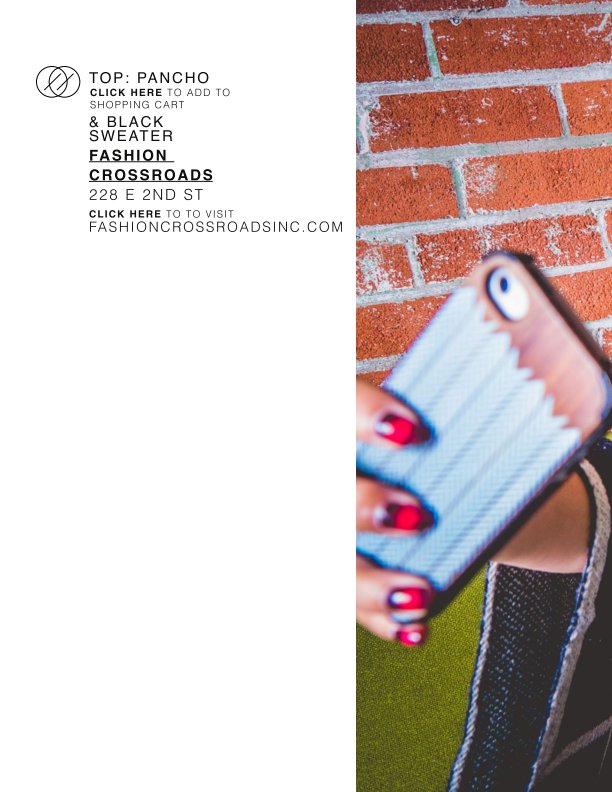 TOP: PANCHO
CLICK HERE TO ADD TO
SHOPPING CART
& BLACK
SWEATER
FASHION
CROSSROADS
228 E 2ND ST
CLICK HERE TO TO VISIT
FASHIONCROSSROADSINC.COM